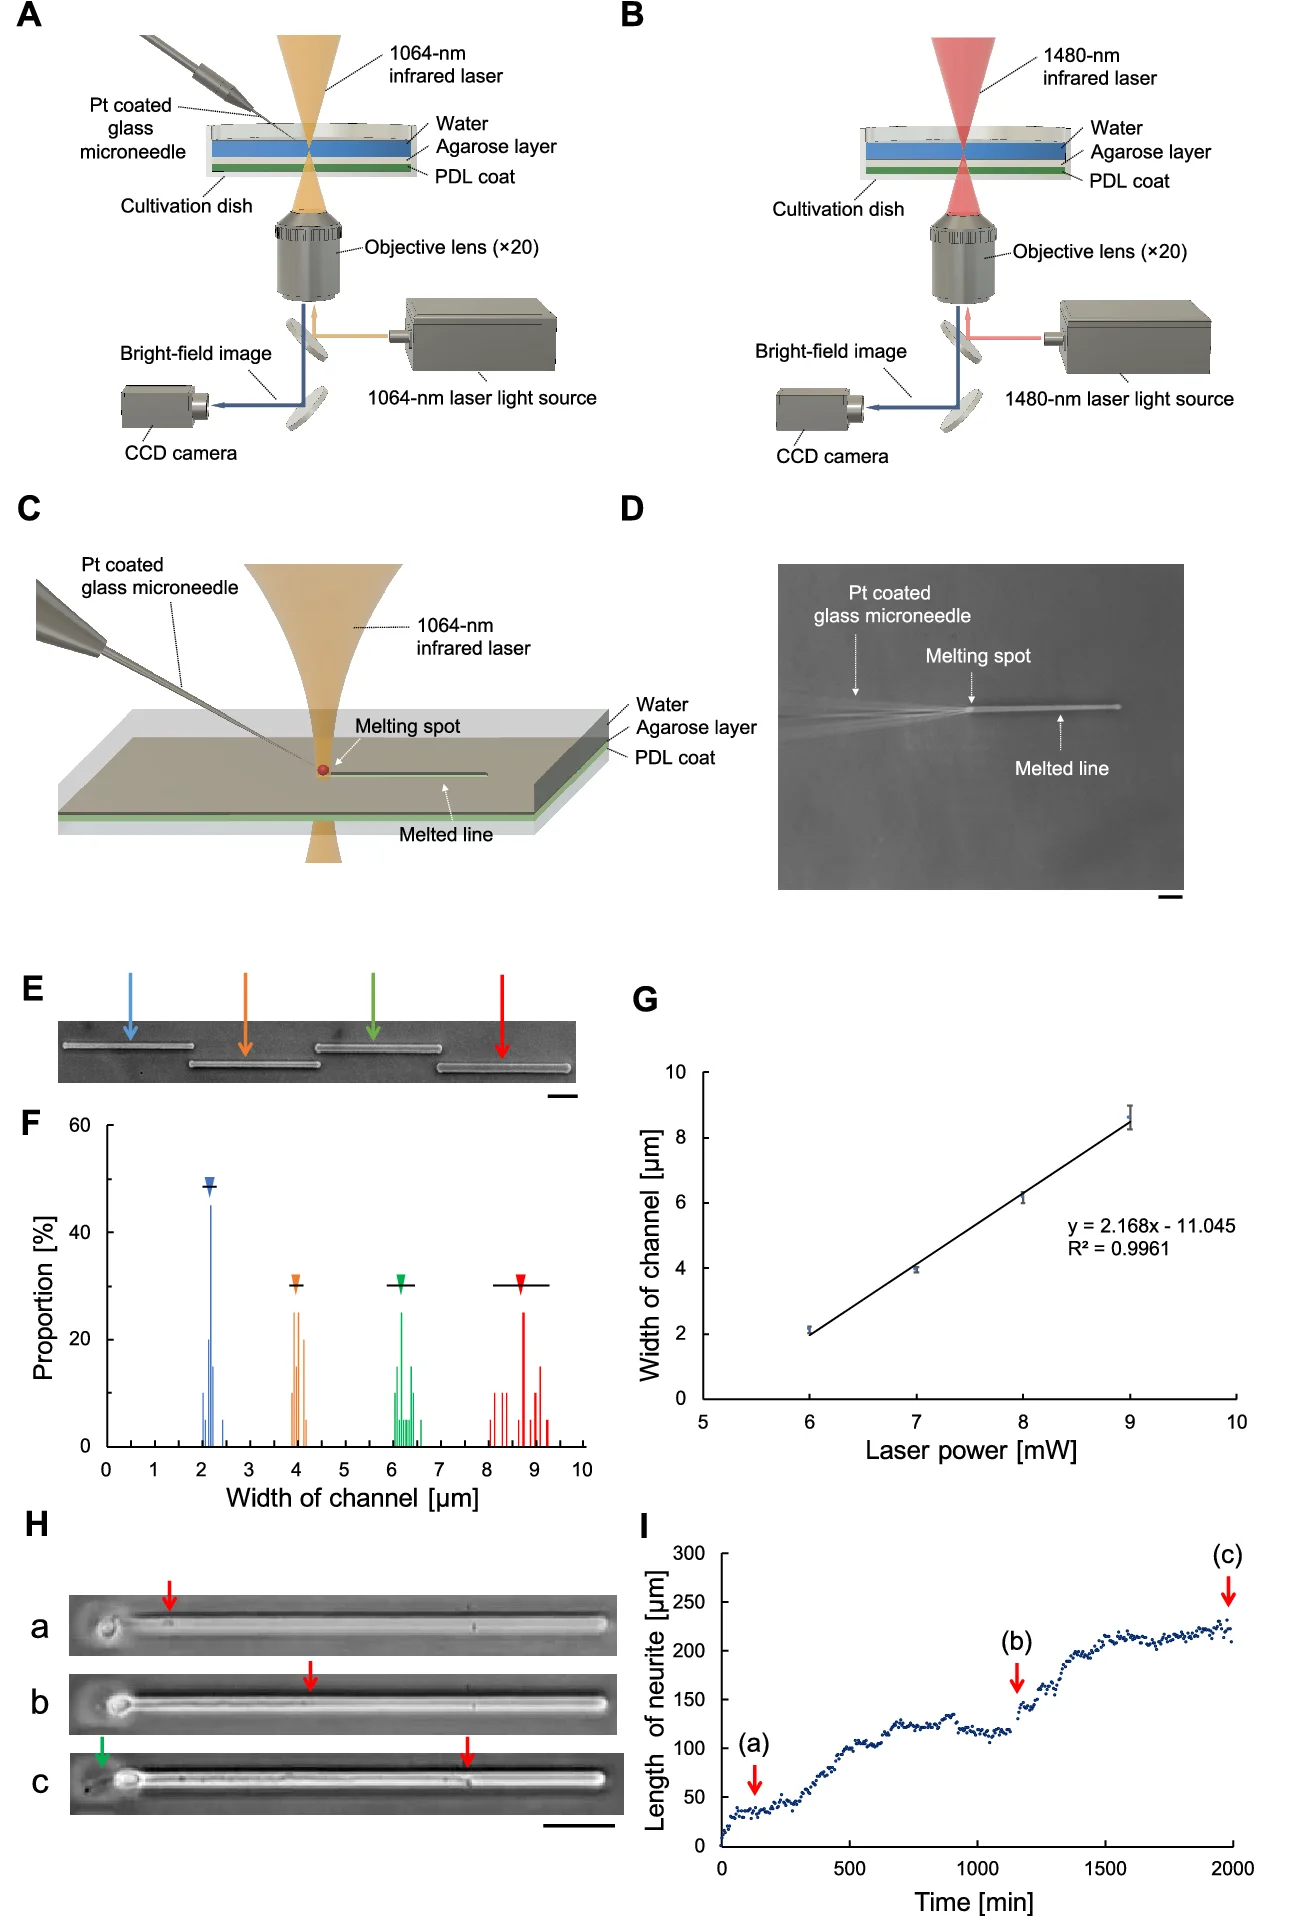 A
1064-nm
infrared laser
Pt coated
glass
microneedle
Water
Agarose layer
PDL coat
Cultivation dish
Objective lens (×20)
Bright-field image
1064-nm laser light source
CCD camera
B
1480-nm
infrared laser
Water
Agarose layer
PDL coat
Cultivation dish
Objective lens (×20)
Bright-field image
1480-nm laser light source
CCD camera
C
Pt coated
glass microneedle
1064-nm
infrared laser
Melting spot
Water
Agarose layer
PDL coat
Melted line
D
Pt coated
glass microneedle
Melting spot
Melted line
E
F
60
40
20
0
Proportion [%]
0 1 2 3 4 5 6 7 8 9 10
Width of channel [µm]
G
10
8
6
4
2
0
Width of channel [µm]
y = 2.168x - 11.045
R² = 0.9961
5 6 7 8 9 10
Laser power [mW]
H
a
b
c
I
300
250
200
150
100
50
0
Length of neurite [µm]
(a)
(b)
(c)
0 500 1000 1500 2000
Time [min]